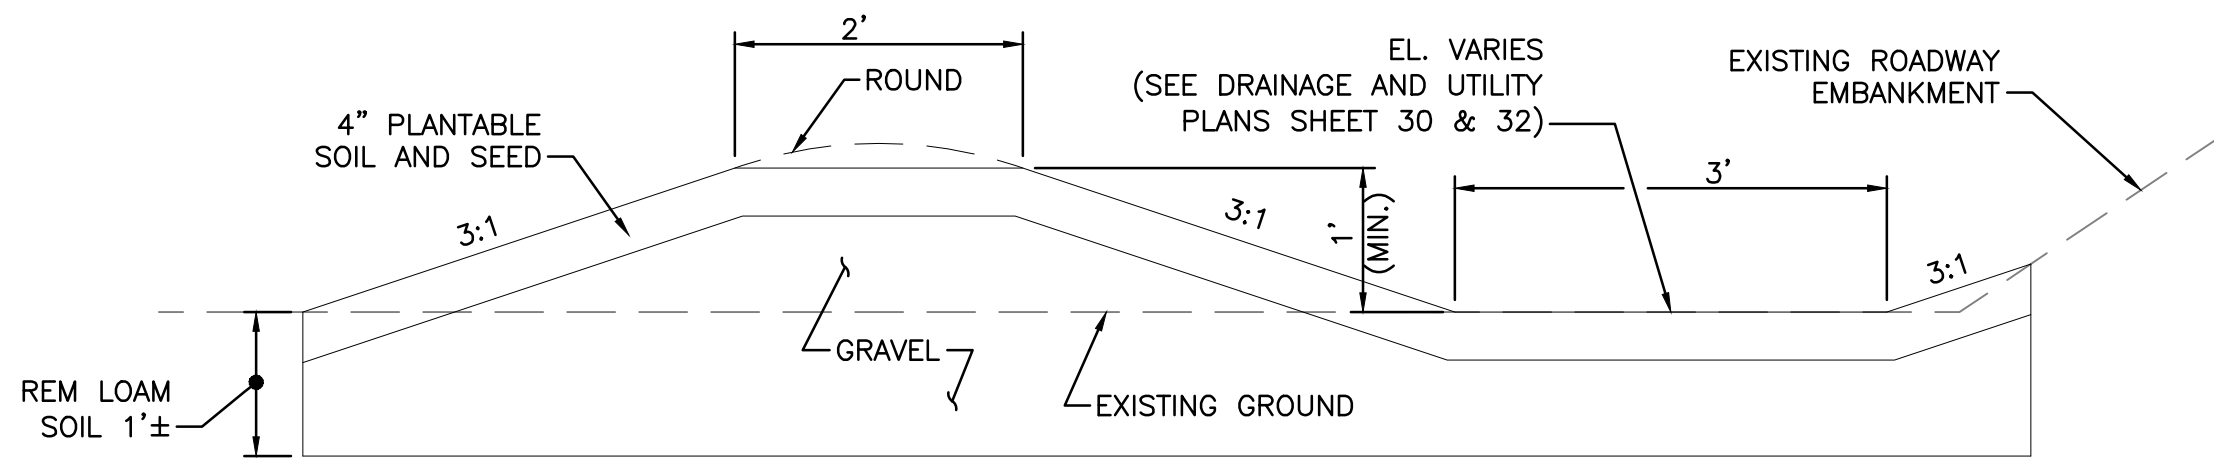 2'
ROUND
EL. VARIES
(SEE DRAINAGE AND UTILITY
PLANS SHEET 30 & 32)
EXISTING ROADWAY
EMBANKMENT
4" PLANTABLE
SOIL AND SEED
3'
3:1
3:1
1'
(MIN.)
3:1
GRAVEL
REM LOAM
SOIL 1'±
EXISTING GROUND